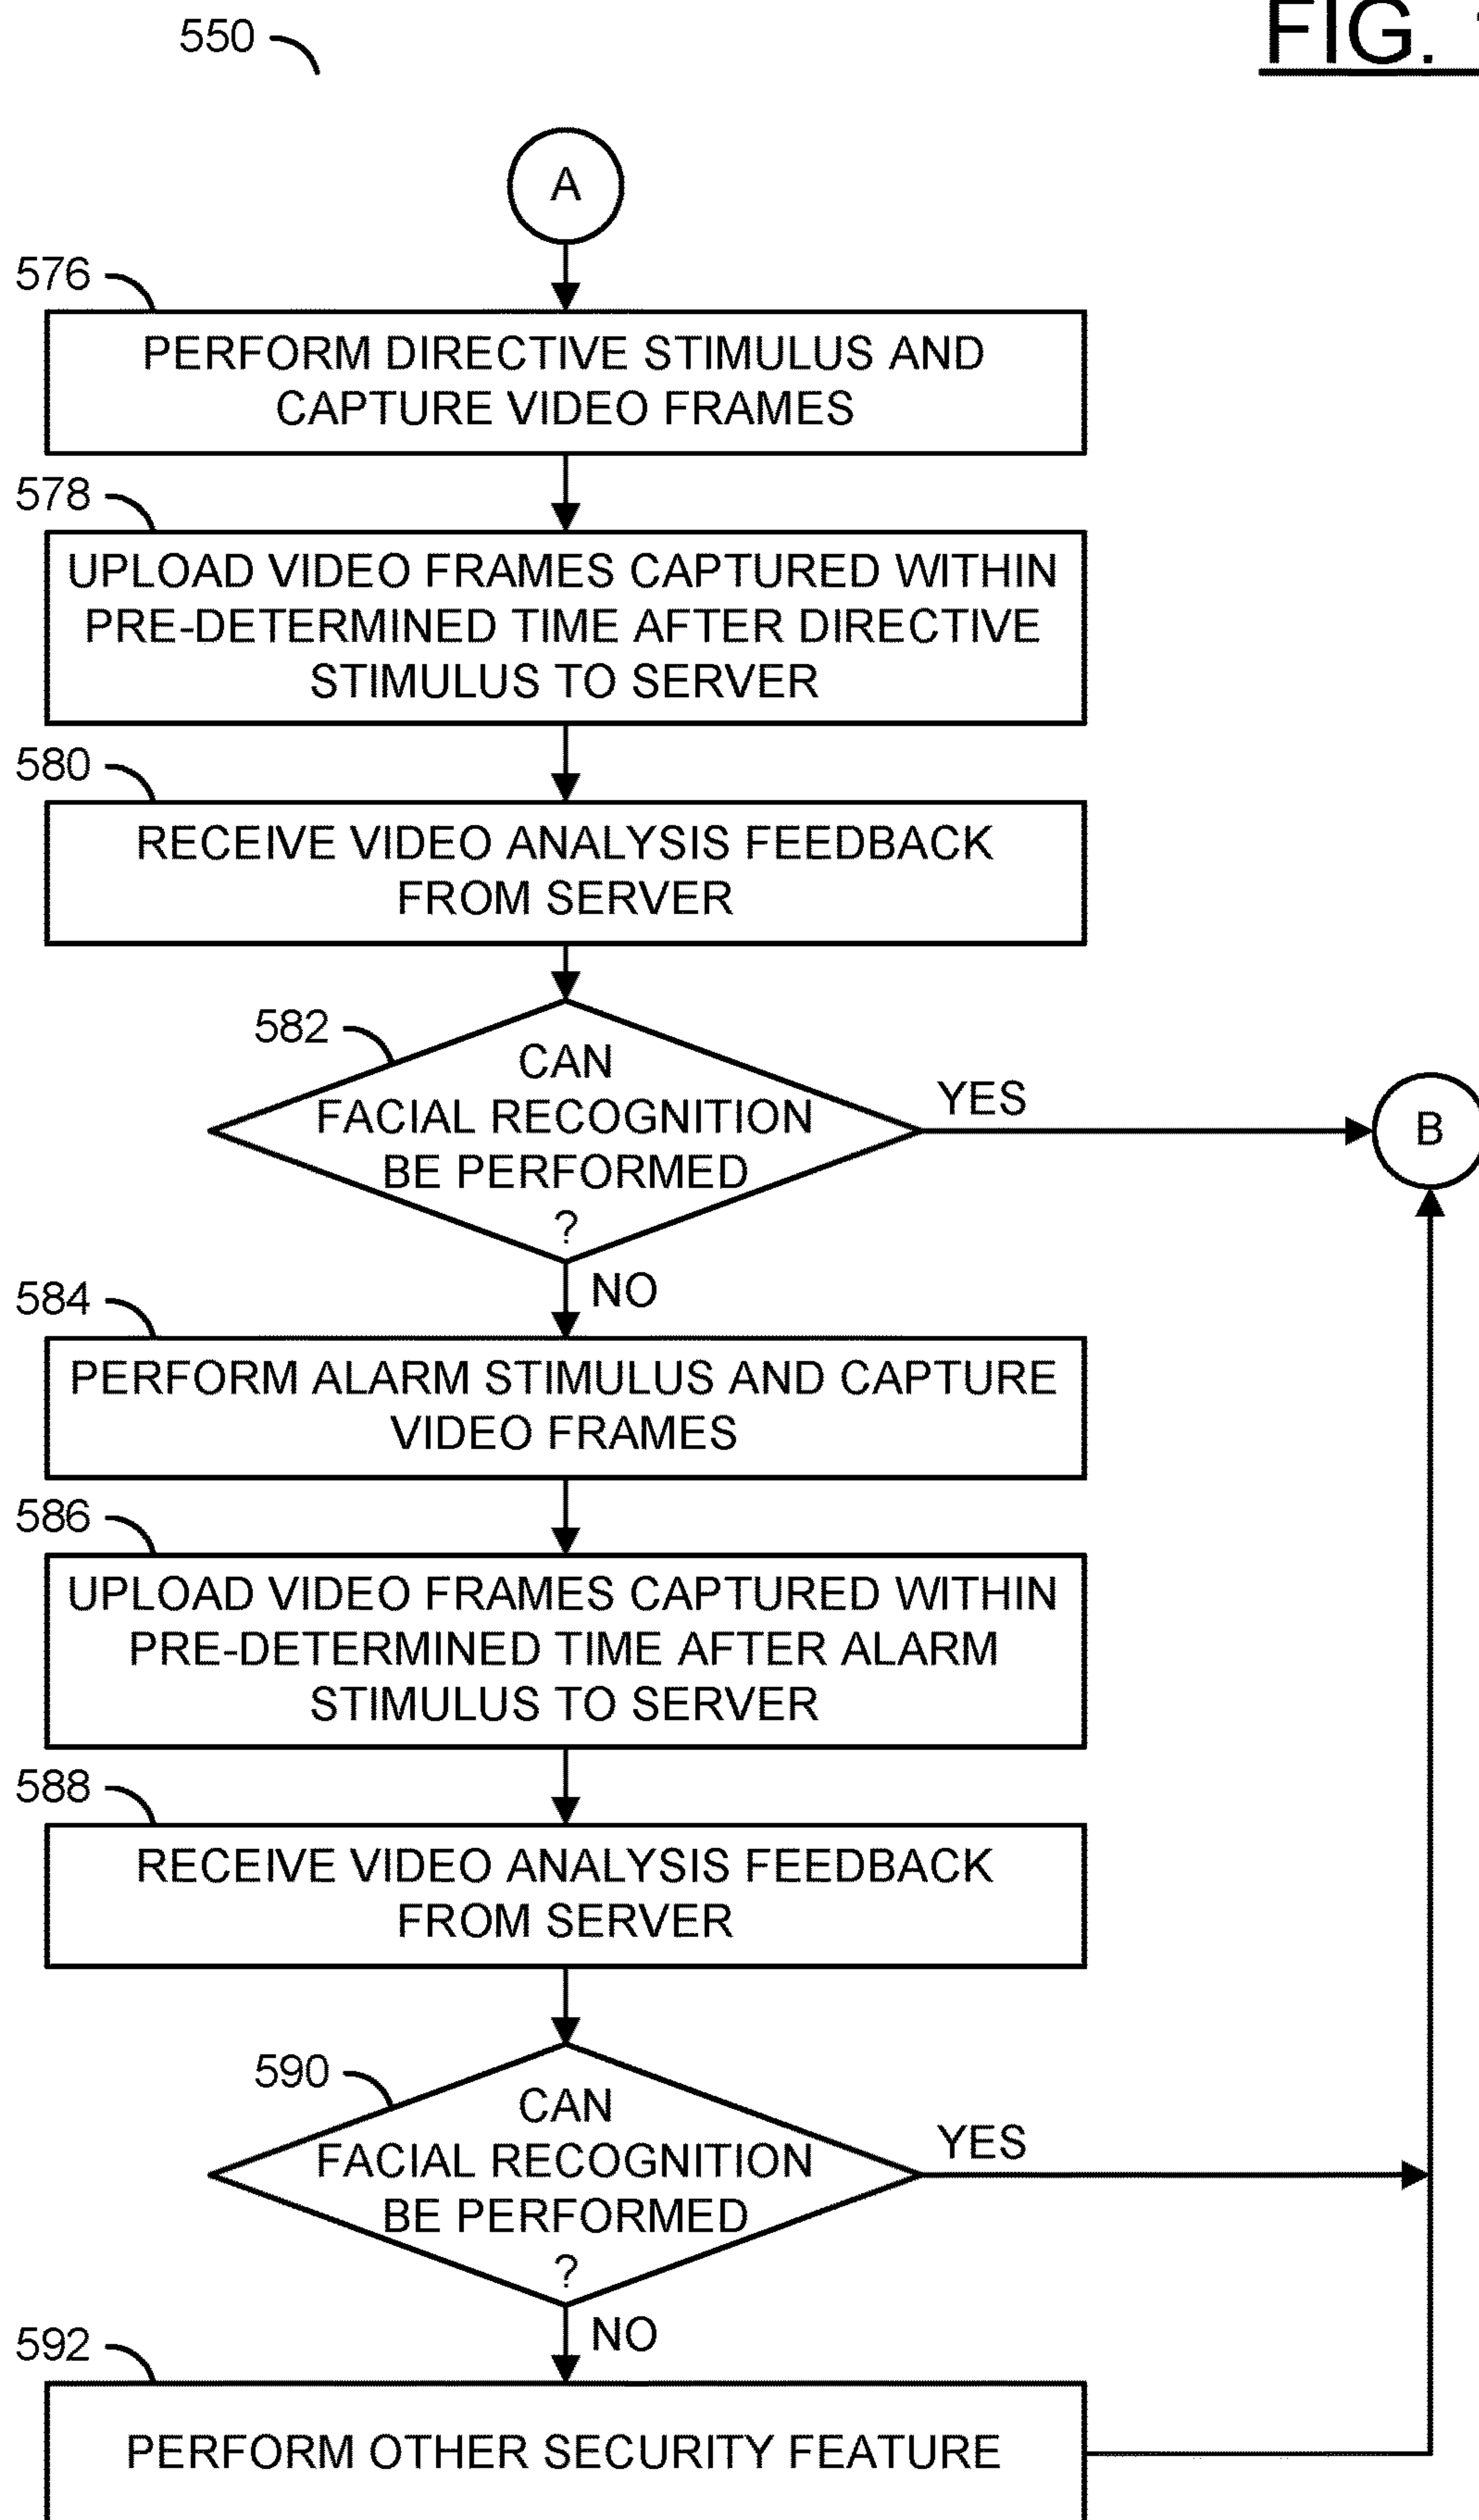 550
FIG.
A
576
PERFORM DIRECTIVE STIMULUS AND
CAPTURE VIDEO FRAMES
578
UPLOAD VIDEO FRAMES CAPTURED WITHIN
PRE-DETERMINED TIME AFTER DIRECTIVE
STIMULUS TO SERVER
580
RECEIVE VIDEO ANALYSIS FEEDBACK
FROM SERVER
582
CAN
FACIAL RECOGNITION
BE PERFORMED
?
YES
B
NO
584
PERFORM ALARM STIMULUS AND CAPTURE
VIDEO FRAMES
586
UPLOAD VIDEO FRAMES CAPTURED WITHIN
PRE-DETERMINED TIME AFTER ALARM
STIMULUS TO SERVER
588
RECEIVE VIDEO ANALYSIS FEEDBACK
FROM SERVER
590
CAN
FACIAL RECOGNITION
BE PERFORMED
?
YES
NO
592
PERFORM OTHER SECURITY FEATURE